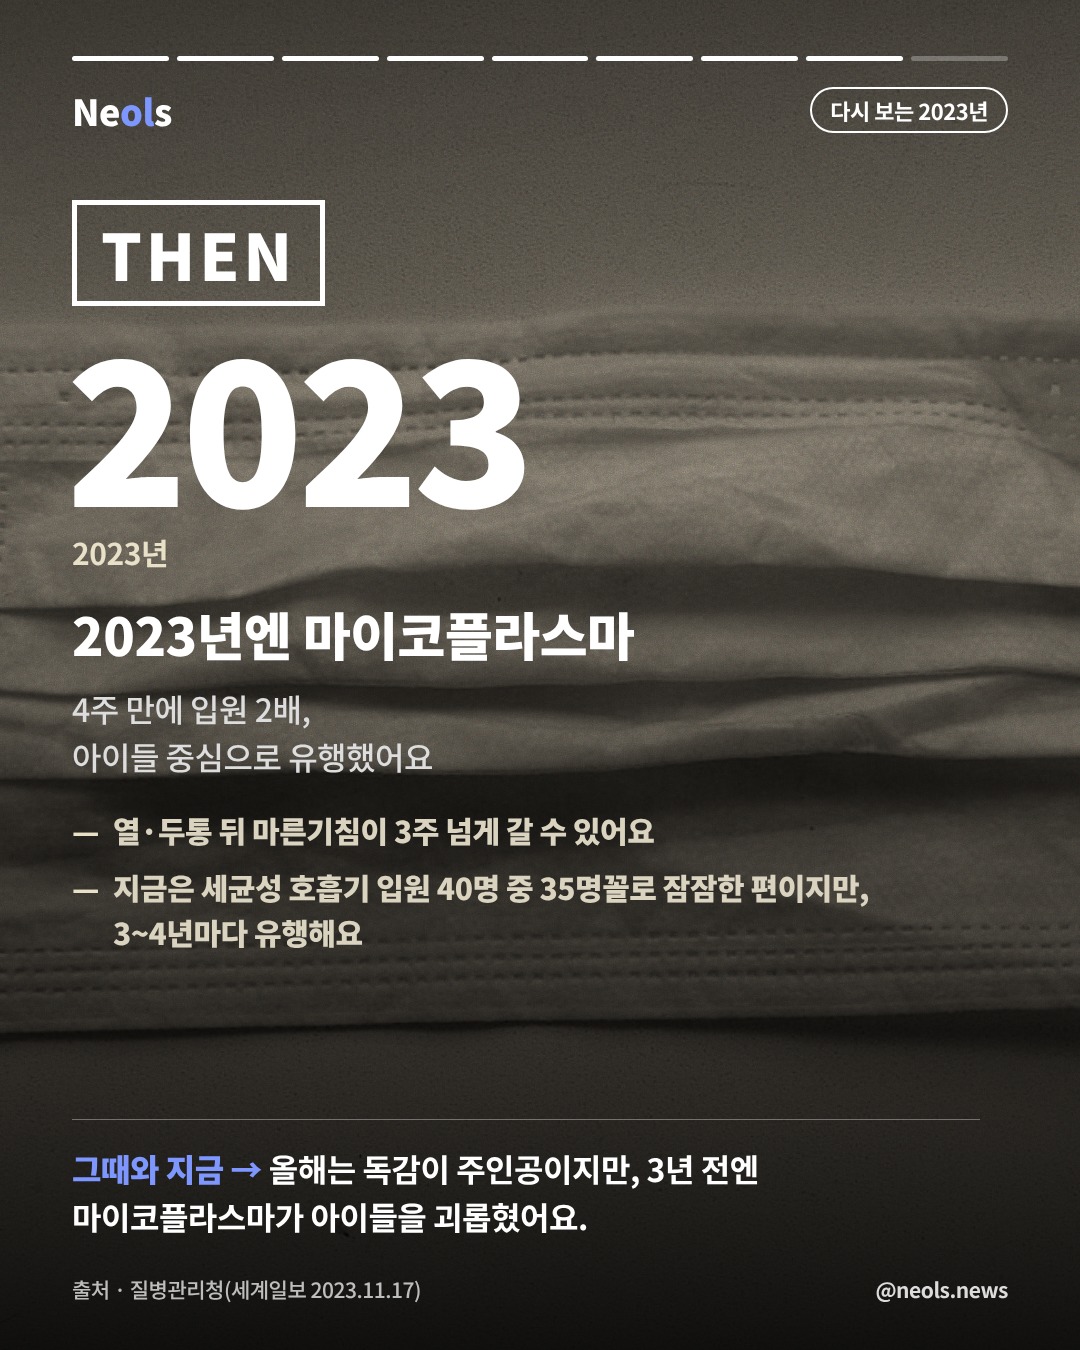 Neols
다시 보는 2023년
THEN
2023
2023년
2023년엔 마이코플라스마
4주 만에 입원 2배,
아이들 중심으로 유행했어요
— 열·두통 뒤 마른기침이 3주 넘게 갈 수 있어요
— 지금은 세균성 호흡기 입원 40명 중 35명꼴로 잠잠한 편이지만,
3~4년마다 유행해요
그때와 지금 → 올해는 독감이 주인공이지만, 3년 전엔
마이코플라스마가 아이들을 괴롭혔어요.
출처 · 질병관리청(세계일보 2023.11.17)
@neols.news